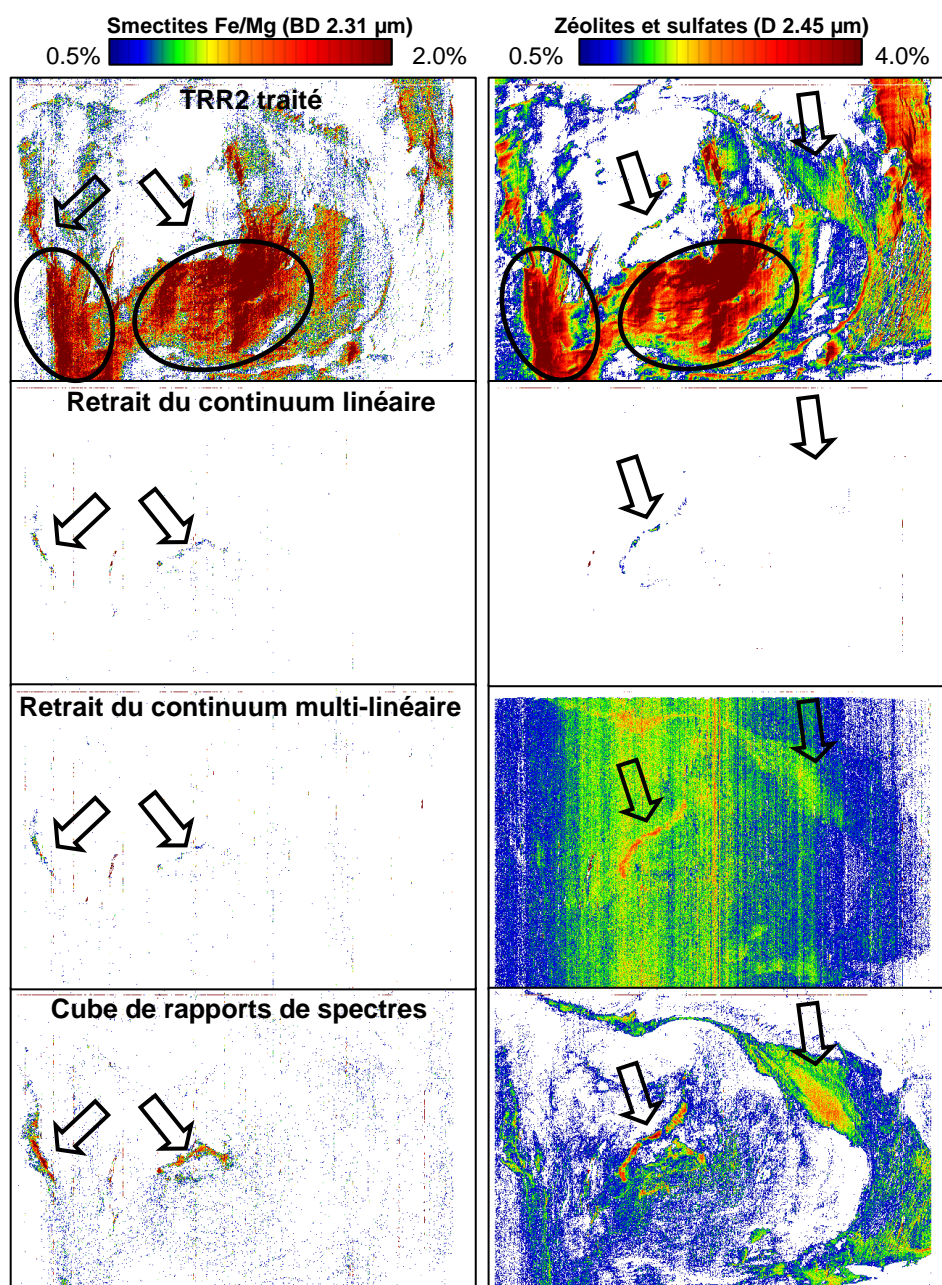 Smectites Fe/Mg (BD 2.31 µm)
0.5% 2.0%
Zéolites et sulfates (D 2.45 µm)
0.5% 4.0%
TRR2 traité
Retrait du continuum linéaire
Retrait du continuum multi-linéaire
Cube de rapports de spectres